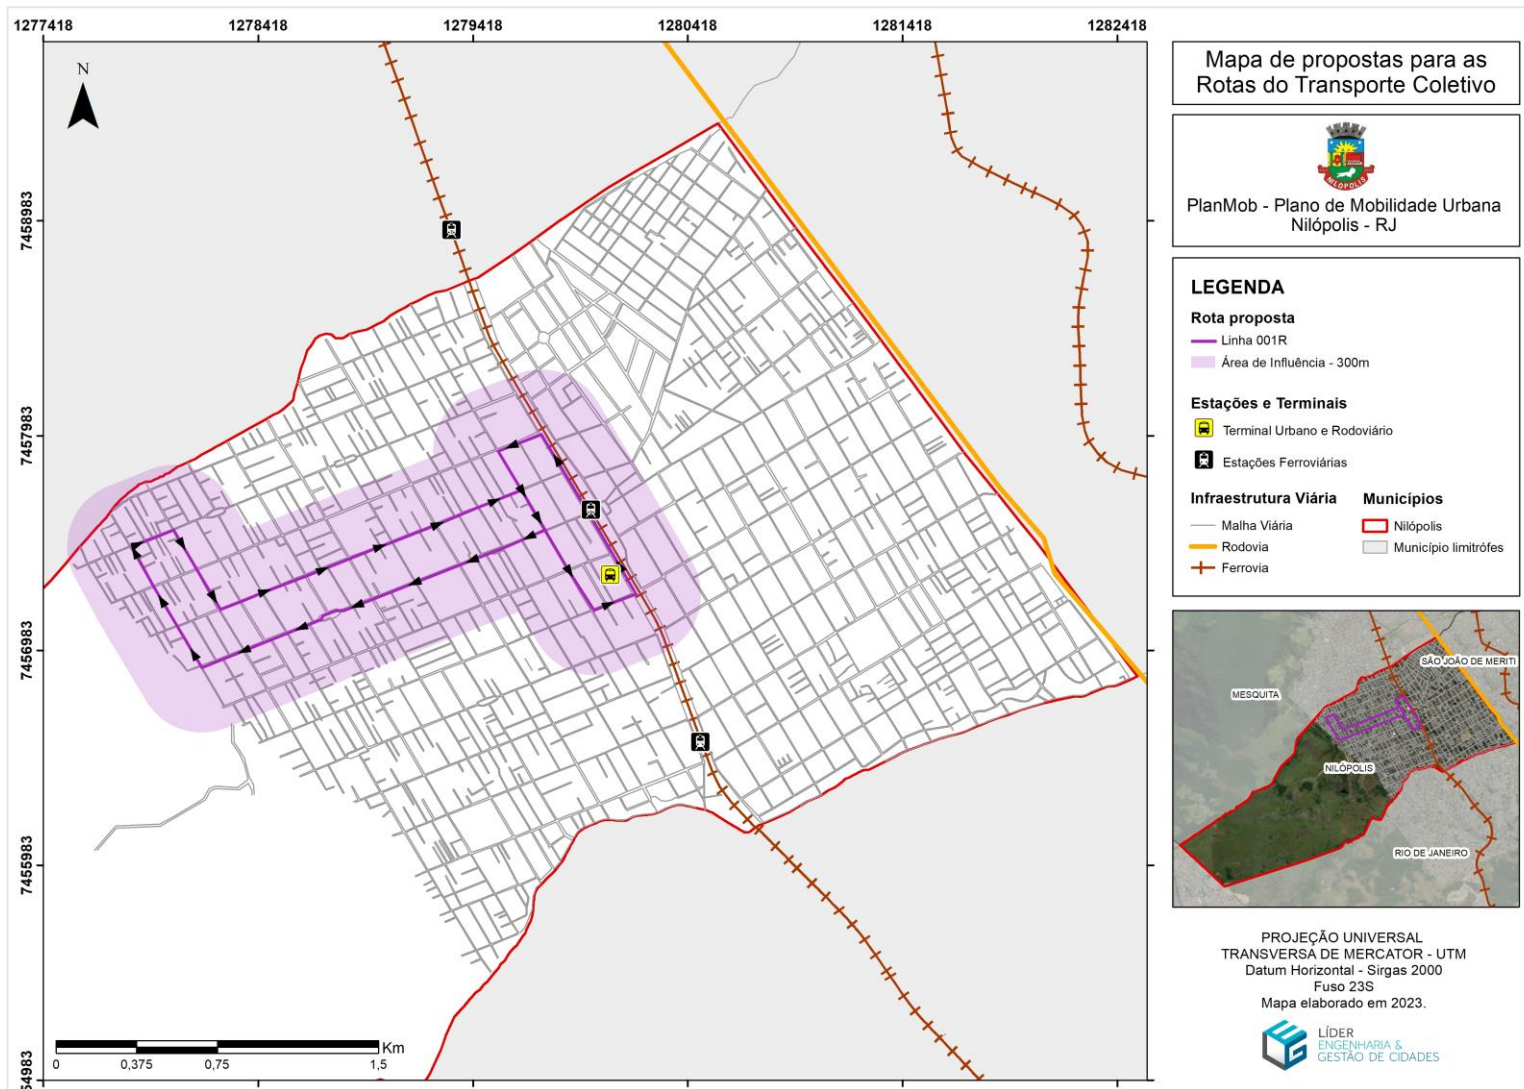 1277418
1278418
1279418
1280418
1281418
1282418
N
7458983
7457983
7456983
7455983
54983
0
0,375
0,75
1,5
Km
Mapa de propostas para as
Rotas do Transporte Coletivo
NILÓPOLIS
PlanMob - Plano de Mobilidade Urbana
Nilópolis - RJ
LEGENDA
Rota proposta
Linha 001R
Área de Influência - 300m
Estações e Terminais
Terminal Urbano e Rodoviário
Estações Ferroviárias
Infraestrutura Viária
Municípios
Malha Viária
Nilópolis
Rodovia
Município limitrófes
Ferrovia
SÃO JOÃO DE MERITI
MESQUITA
NILÓPOLIS
RIO DE JANEIRO
PROJEÇÃO UNIVERSAL
TRANSVERSA DE MERCATOR - UTM
Datum Horizontal - Sirgas 2000
Fuso 23S
Mapa elaborado em 2023.
LÍDER
ENGENHARIA &
GESTÃO DE CIDADES